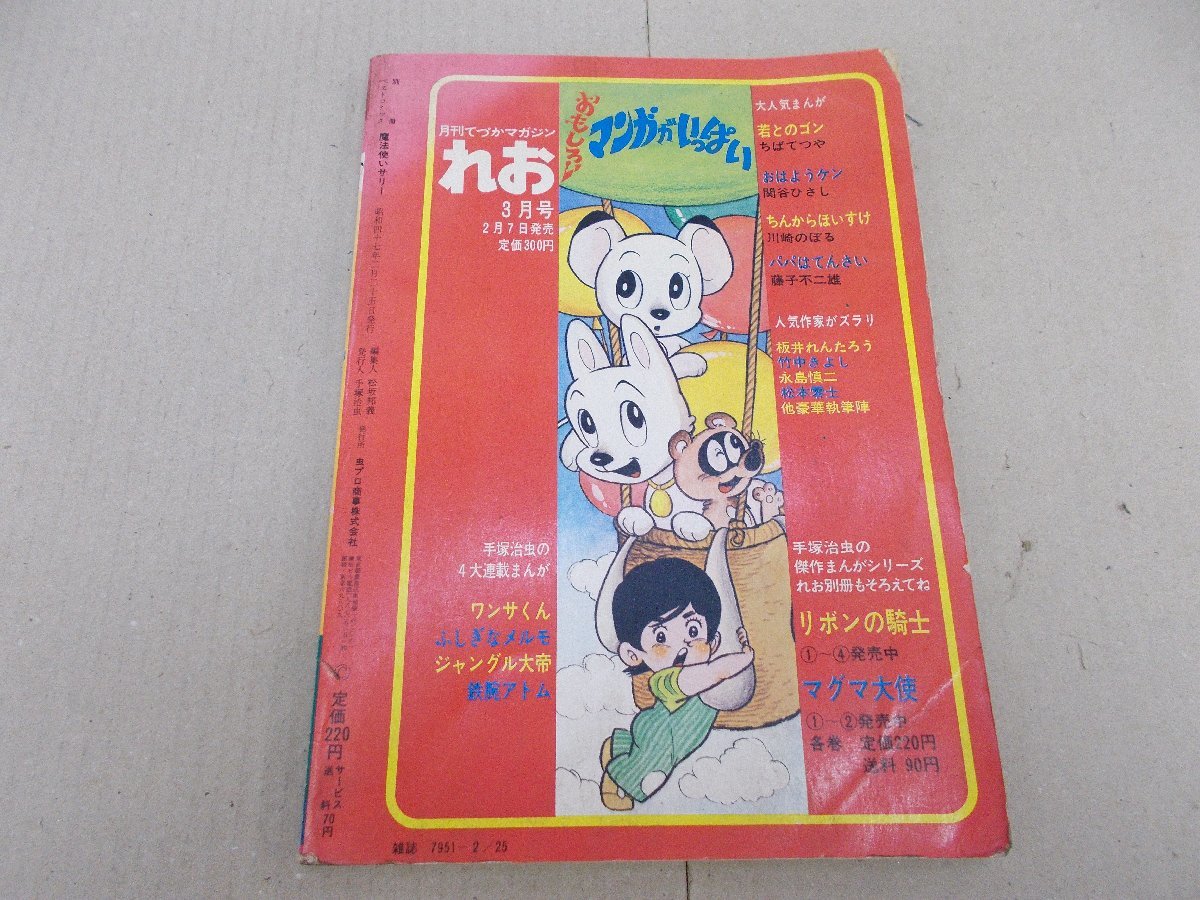 月刊てづかマガジン
れお
3月号
2月7日発売
定価300円
おもしろい
マンガがいっぱい
大人気まんが
若とのゴン
ちばてつや
おはようケン
関谷ひさし
ちんからほいすけ
川崎のぼる
パパはてんさい
藤子不二雄
人気作家がズラリ
板井れんたろう
竹中きよし
永島慎二
松本零士
他豪華執筆陣
手塚治虫の
4大連載まんが
ワンサくん
ふしぎなメルモ
ジャングル大帝
鉄腕アトム
手塚治虫の
傑作まんがシリーズ
れお別冊もそろえてね
リボンの騎士
①〜④発売中
マグマ大使
①〜②発売中
各巻 定価220円
送料 90円
魔法使いサリー
編集人
発行人 手塚治虫
発行所 虫プロ商事株式会社
定価220円
サービス
送料70円
雑誌 7951-2/25